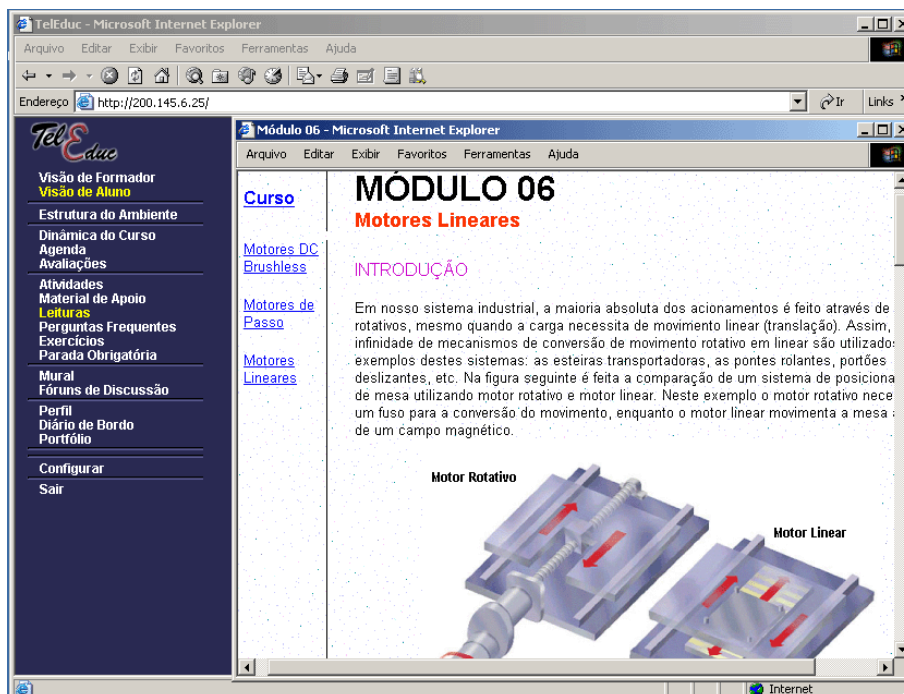 TelEduc - Microsoft Internet Explorer
Arquivo Editar Exibir Favoritos Ferramentas Ajuda
Endereço http://200.145.6.25/ Ir Links
TelEduc
Visão de Formador
Visão de Aluno
Estrutura do Ambiente
Dinâmica do Curso
Agenda
Avaliações
Atividades
Material de Apoio
Leituras
Perguntas Frequentes
Exercícios
Parada Obrigatória
Mural
Fóruns de Discussão
Perfil
Diário de Bordo
Portfólio
Configurar
Sair
Módulo 06 - Microsoft Internet Explorer
Arquivo Editar Exibir Favoritos Ferramentas Ajuda
Curso
Motores DC
Brushless
Motores de
Passo
Motores
Lineares
MÓDULO 06
Motores Lineares
INTRODUÇÃO
Em nosso sistema industrial, a maioria absoluta dos acionamentos é feito através de
rotativos, mesmo quando a carga necessita de movimento linear (translação). Assim,
infinidade de mecanismos de conversão de movimento rotativo em linear são utilizado
exemplos destes sistemas: as esteiras transportadoras, as pontes rolantes, portões
deslizantes, etc. Na figura seguinte é feita a comparação de um sistema de posiciona
de mesa utilizando motor rotativo e motor linear. Neste exemplo o motor rotativo nece
um fuso para a conversão do movimento, enquanto o motor linear movimenta a mesa
de um campo magnético.
Motor Rotativo
Motor Linear
Internet